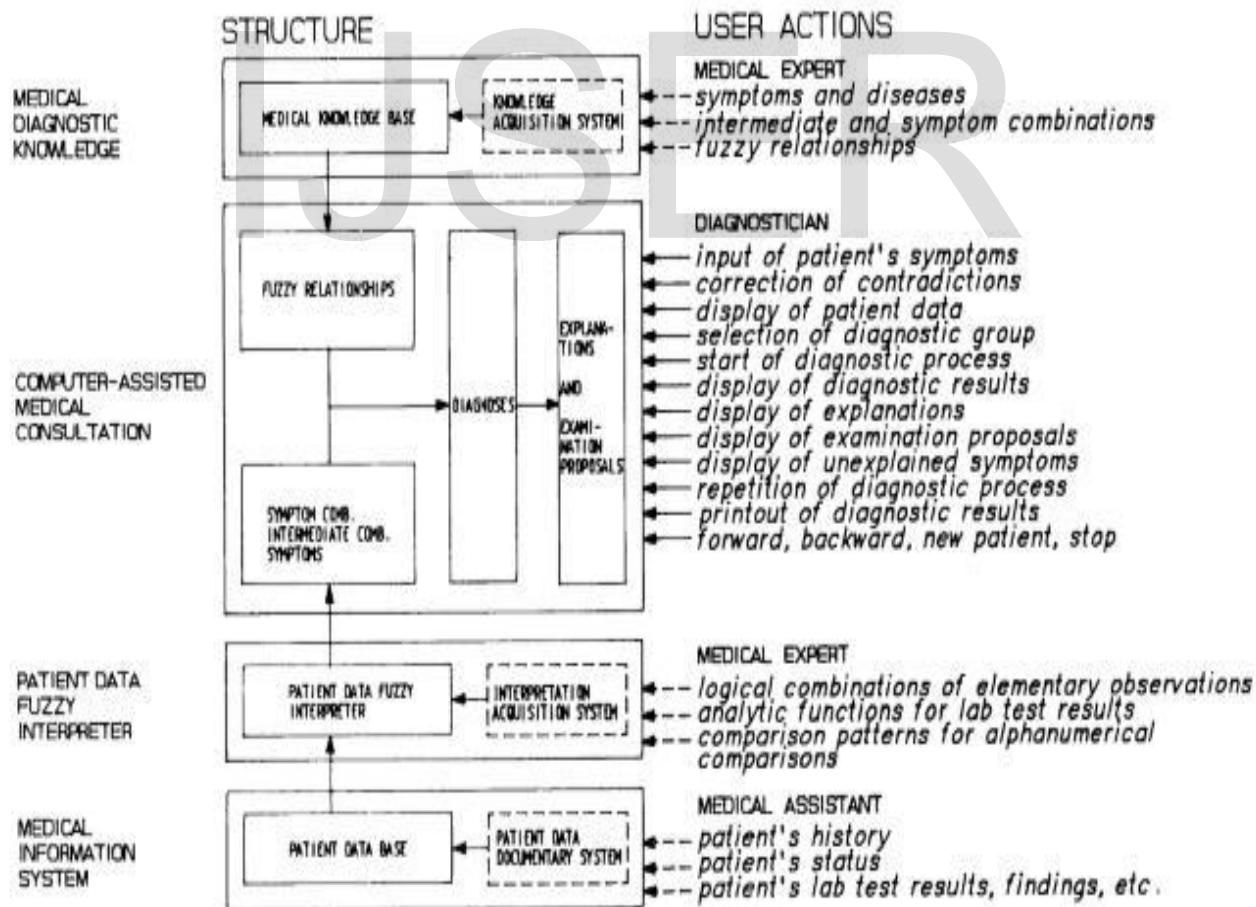 IJSER
STRUCTURE
USER ACTIONS
MEDICAL
DIAGNOSTIC
KNOWLEDGE
MEDICAL KNOWLEDGE BASE
KNOWLEDGE
ACQUISITION SYSTEM
MEDICAL EXPERT
symptoms and diseases
intermediate and symptom combinations
fuzzy relationships
COMPUTER-ASSISTED
MEDICAL
CONSULTATION
FUZZY RELATIONSHIPS
SYMPTOM COMB.
INTERMEDIATE COMB.
SYMPTOMS
DIAGNOSES
EXPLANA-
TIONS
AND
EXAMI-
NATION
PROPOSALS
DIAGNOSTICIAN
input of patient's symptoms
correction of contradictions
display of patient data
selection of diagnostic group
start of diagnostic process
display of diagnostic results
display of explanations
display of examination proposals
display of unexplained symptoms
repetition of diagnostic process
printout of diagnostic results
forward, backward, new patient, stop
PATIENT DATA
FUZZY
INTERPRETER
PATIENT DATA FUZZY
INTERPRETER
INTERPRETATION
ACQUISITION SYSTEM
MEDICAL EXPERT
logical combinations of elementary observations
analytic functions for lab test results
comparison patterns for alphanumerical
comparisons
MEDICAL
INFORMATION
SYSTEM
PATIENT DATA BASE
PATIENT DATA
DOCUMENTARY SYSTEM
MEDICAL ASSISTANT
patient's history
patient's status
patient's lab test results, findings, etc.